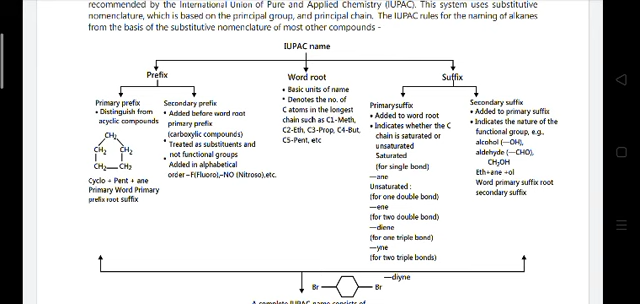 recommended by the International Union of Pure and Applied Chemistry (IUPAC). This system uses substitutive
nomenclature, which is based on the principal group, and principal chain. The IUPAC rules for the naming of alkanes
from the basis of the substitutive nomenclature of most other compounds -
IUPAC name
Prefix
Primary prefix
• Distinguish from
acyclic compounds
CH₂
CH₂ CH₂
CH₂—CH₂
Cyclo + Pent + ane
Primary Word Primary
prefix root suffix
Secondary prefix
• Added before word root
primary prefix
(carboxylic compounds)
• Treated as substituents and
not functional groups
• Added in alphabetical
order –F(Fluoro),–NO (Nitroso),etc.
Word root
• Basic units of name
• Denotes the no. of
C atoms in the longest
chain such as C1-Meth,
C2-Eth, C3-Prop, C4-But,
C5-Pent, etc
Suffix
Primarysuffix
• Added to word root
• Indicates whether the C
chain is saturated or
unsaturated
Saturated
(for single bond)
—ane
Unsaturated :
(for one double bond)
—ene
(for two double bond)
—diene
(for one triple bond)
—yne
(for two triple bonds)
—diyne
Secondary suffix
• Added to primary suffix
• Indicates the nature of the
functional group, e.g.,
alcohol (—OH),
aldehyde (—CHO),
CH₃OH
Eth+ane +ol
Word primary suffix root
secondary suffix
Br Br
A complete IUPAC name consists of